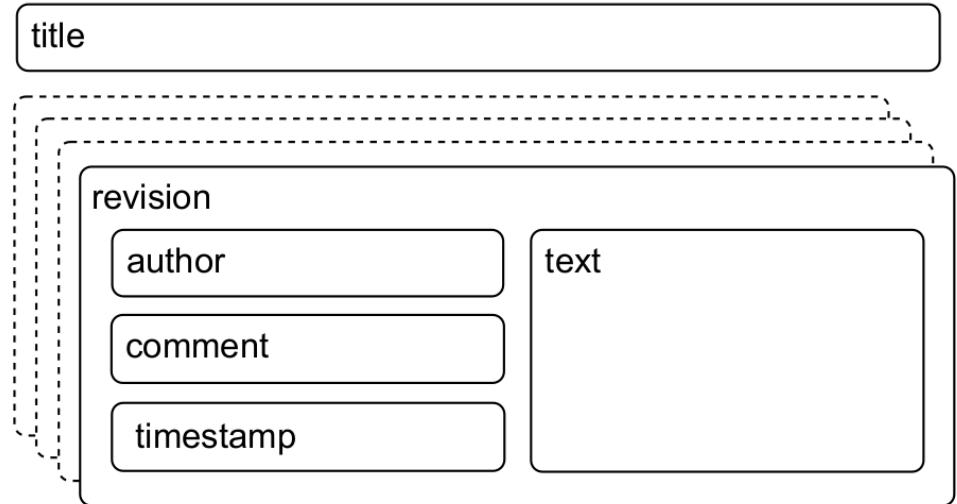 title
revision
author
text
comment
timestamp